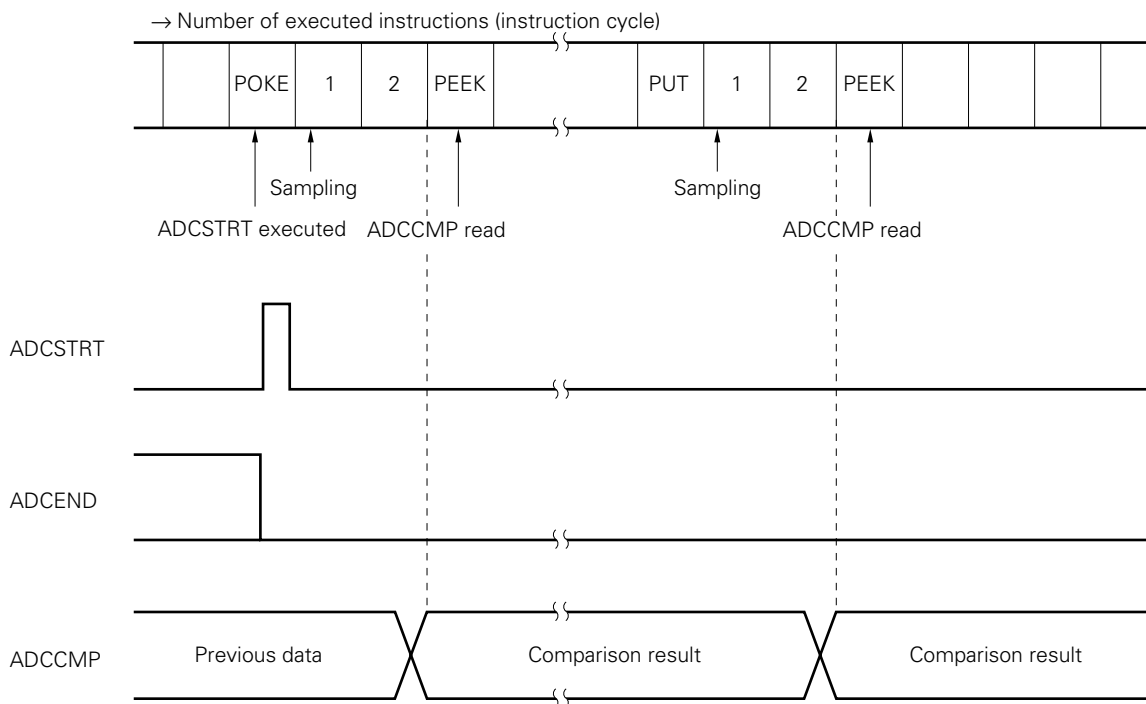 → Number of executed instructions (instruction cycle)
POKE 1 2 PEEK PUT 1 2 PEEK
Sampling Sampling
ADCSTRT executed ADCCMP read ADCCMP read
ADCSTRT
ADCEND
ADCCMP Previous data Comparison result Comparison result